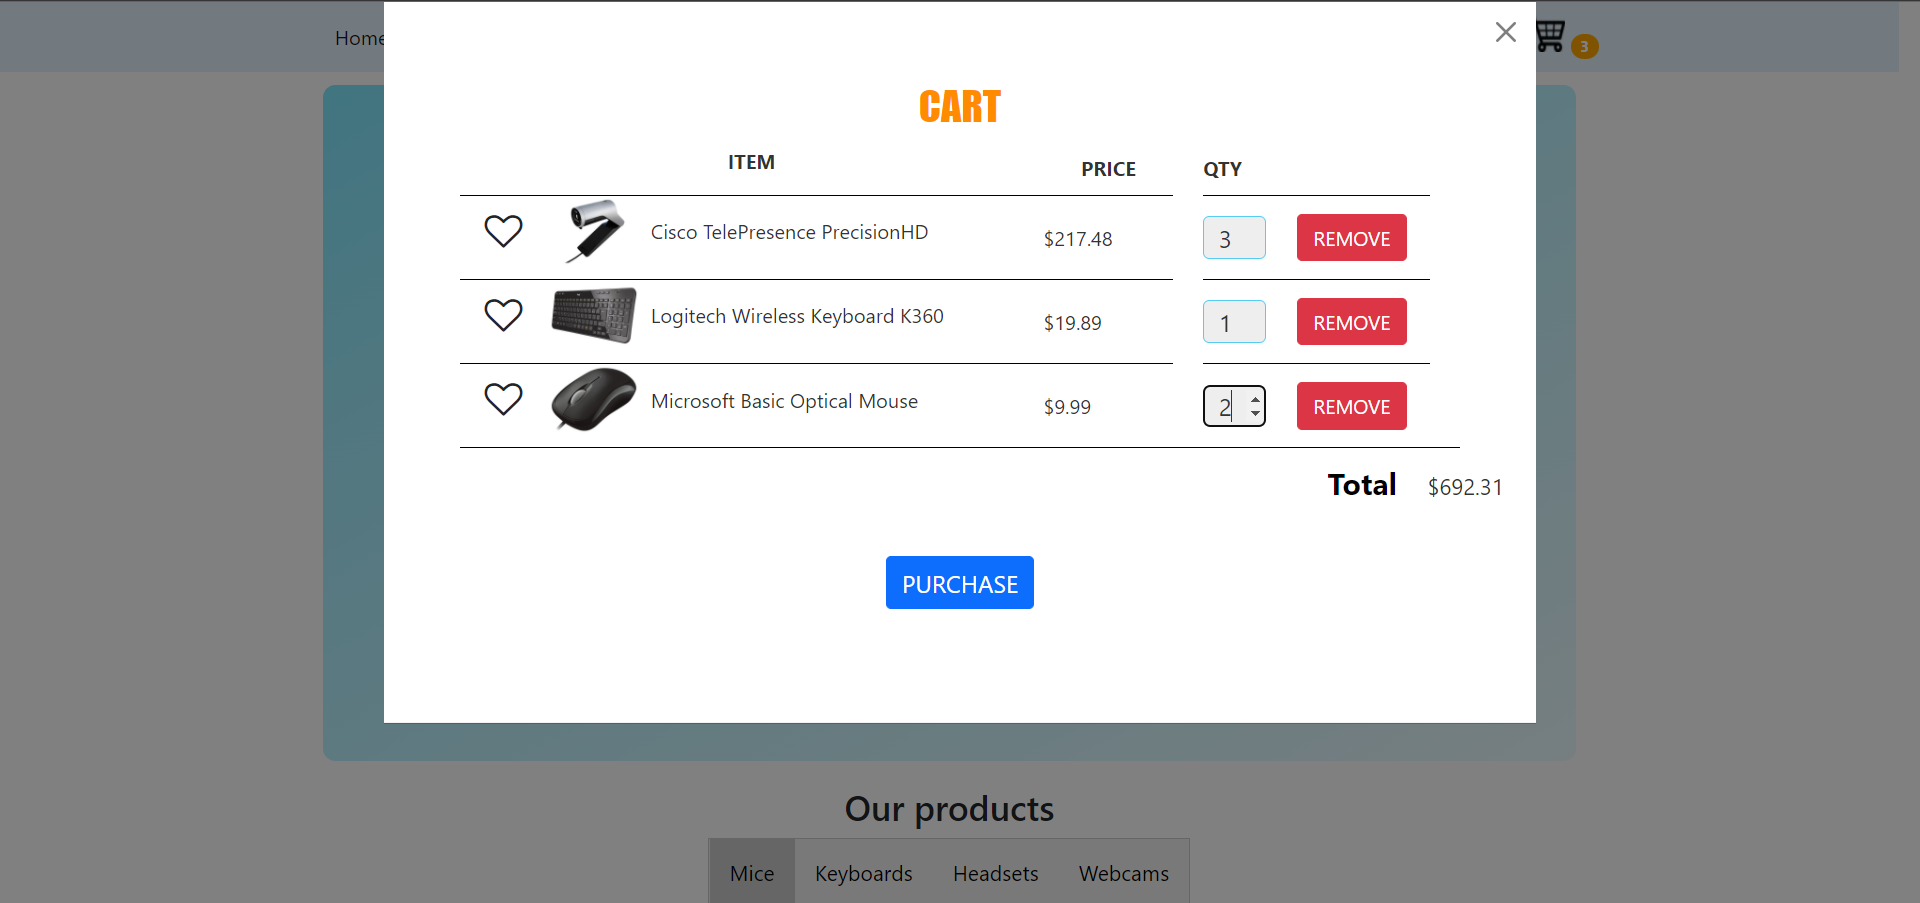 Home
3
CART
ITEM PRICE QTY
Cisco TelePresence PrecisionHD $217.48 3 REMOVE
Logitech Wireless Keyboard K360 $19.89 1 REMOVE
Microsoft Basic Optical Mouse $9.99 2 REMOVE
Total $692.31
PURCHASE
Our products
Mice Keyboards Headsets Webcams